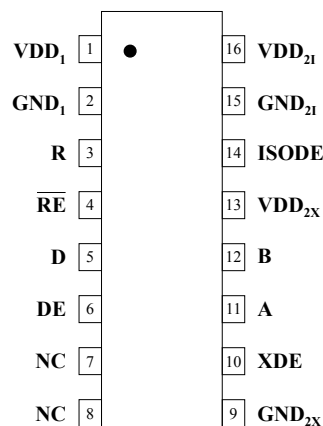 VDD₁ 1 16 VDD₂I
GND₁ 2 15 GND₂I
R 3 14 ISODE
R̅E̅ 4 13 VDD₂X
D 5 12 B
DE 6 11 A
NC 7 10 XDE
NC 8 9 GND₂X